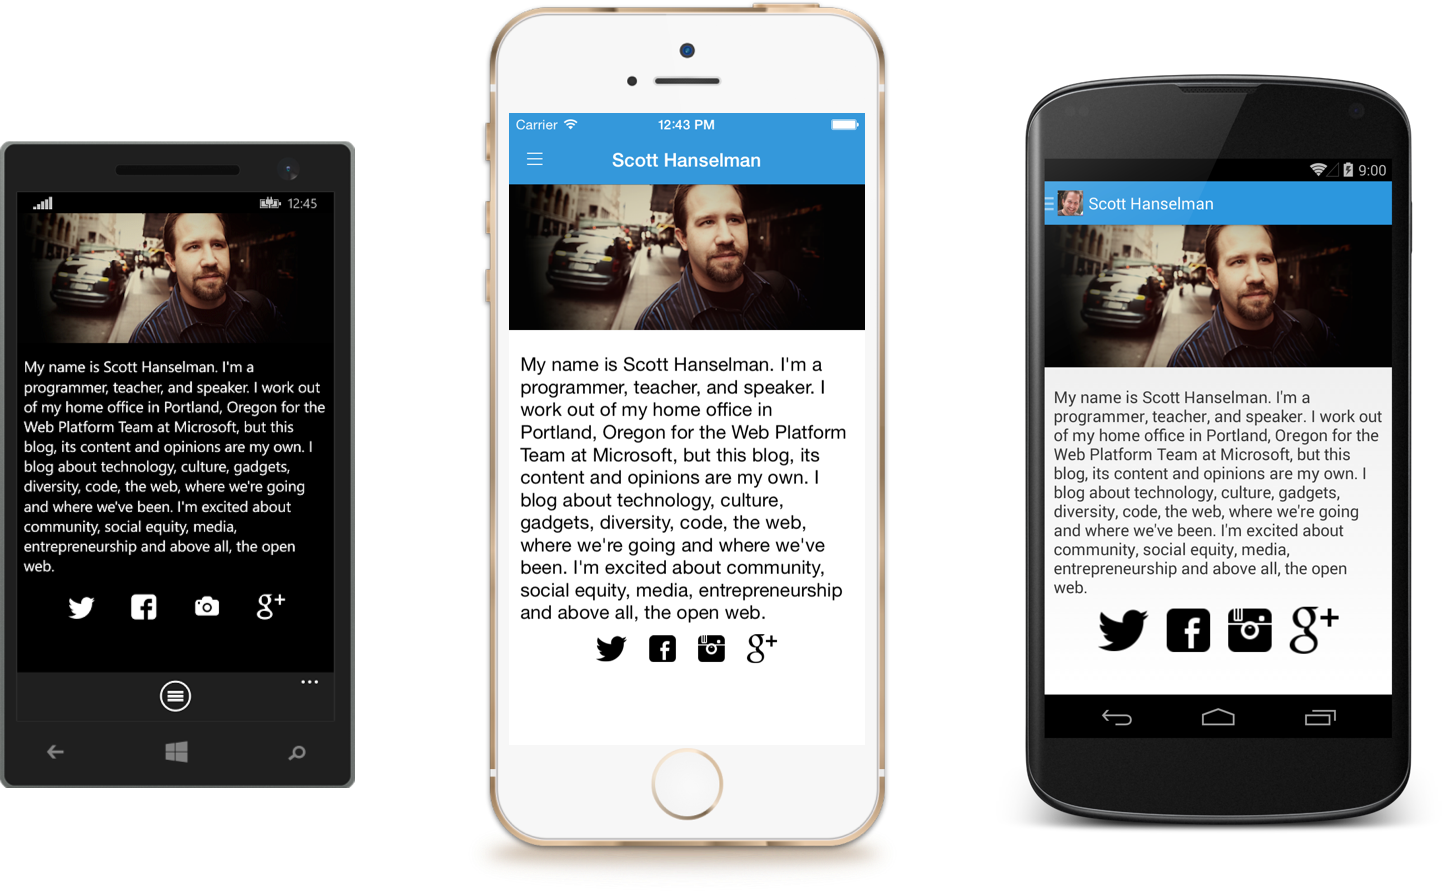 12:45
My name is Scott Hanselman. I'm a
programmer, teacher, and speaker. I work out
of my home office in Portland, Oregon for the
Web Platform Team at Microsoft, but this
blog, its content and opinions are my own. I
blog about technology, culture, gadgets,
diversity, code, the web, where we're going
and where we've been. I'm excited about
community, social equity, media,
entrepreneurship and above all, the open
web.
g+
Carrier 12:43 PM
Scott Hanselman
My name is Scott Hanselman. I'm a
programmer, teacher, and speaker. I
work out of my home office in
Portland, Oregon for the Web Platform
Team at Microsoft, but this blog, its
content and opinions are my own. I
blog about technology, culture,
gadgets, diversity, code, the web,
where we're going and where we've
been. I'm excited about community,
social equity, media, entrepreneurship
and above all, the open web.
g+
9:00
Scott Hanselman
My name is Scott Hanselman. I'm a
programmer, teacher, and speaker. I work out
of my home office in Portland, Oregon for the
Web Platform Team at Microsoft, but this
blog, its content and opinions are my own. I
blog about technology, culture, gadgets,
diversity, code, the web, where we're going
and where we've been. I'm excited about
community, social equity, media,
entrepreneurship and above all, the open
web.
g+